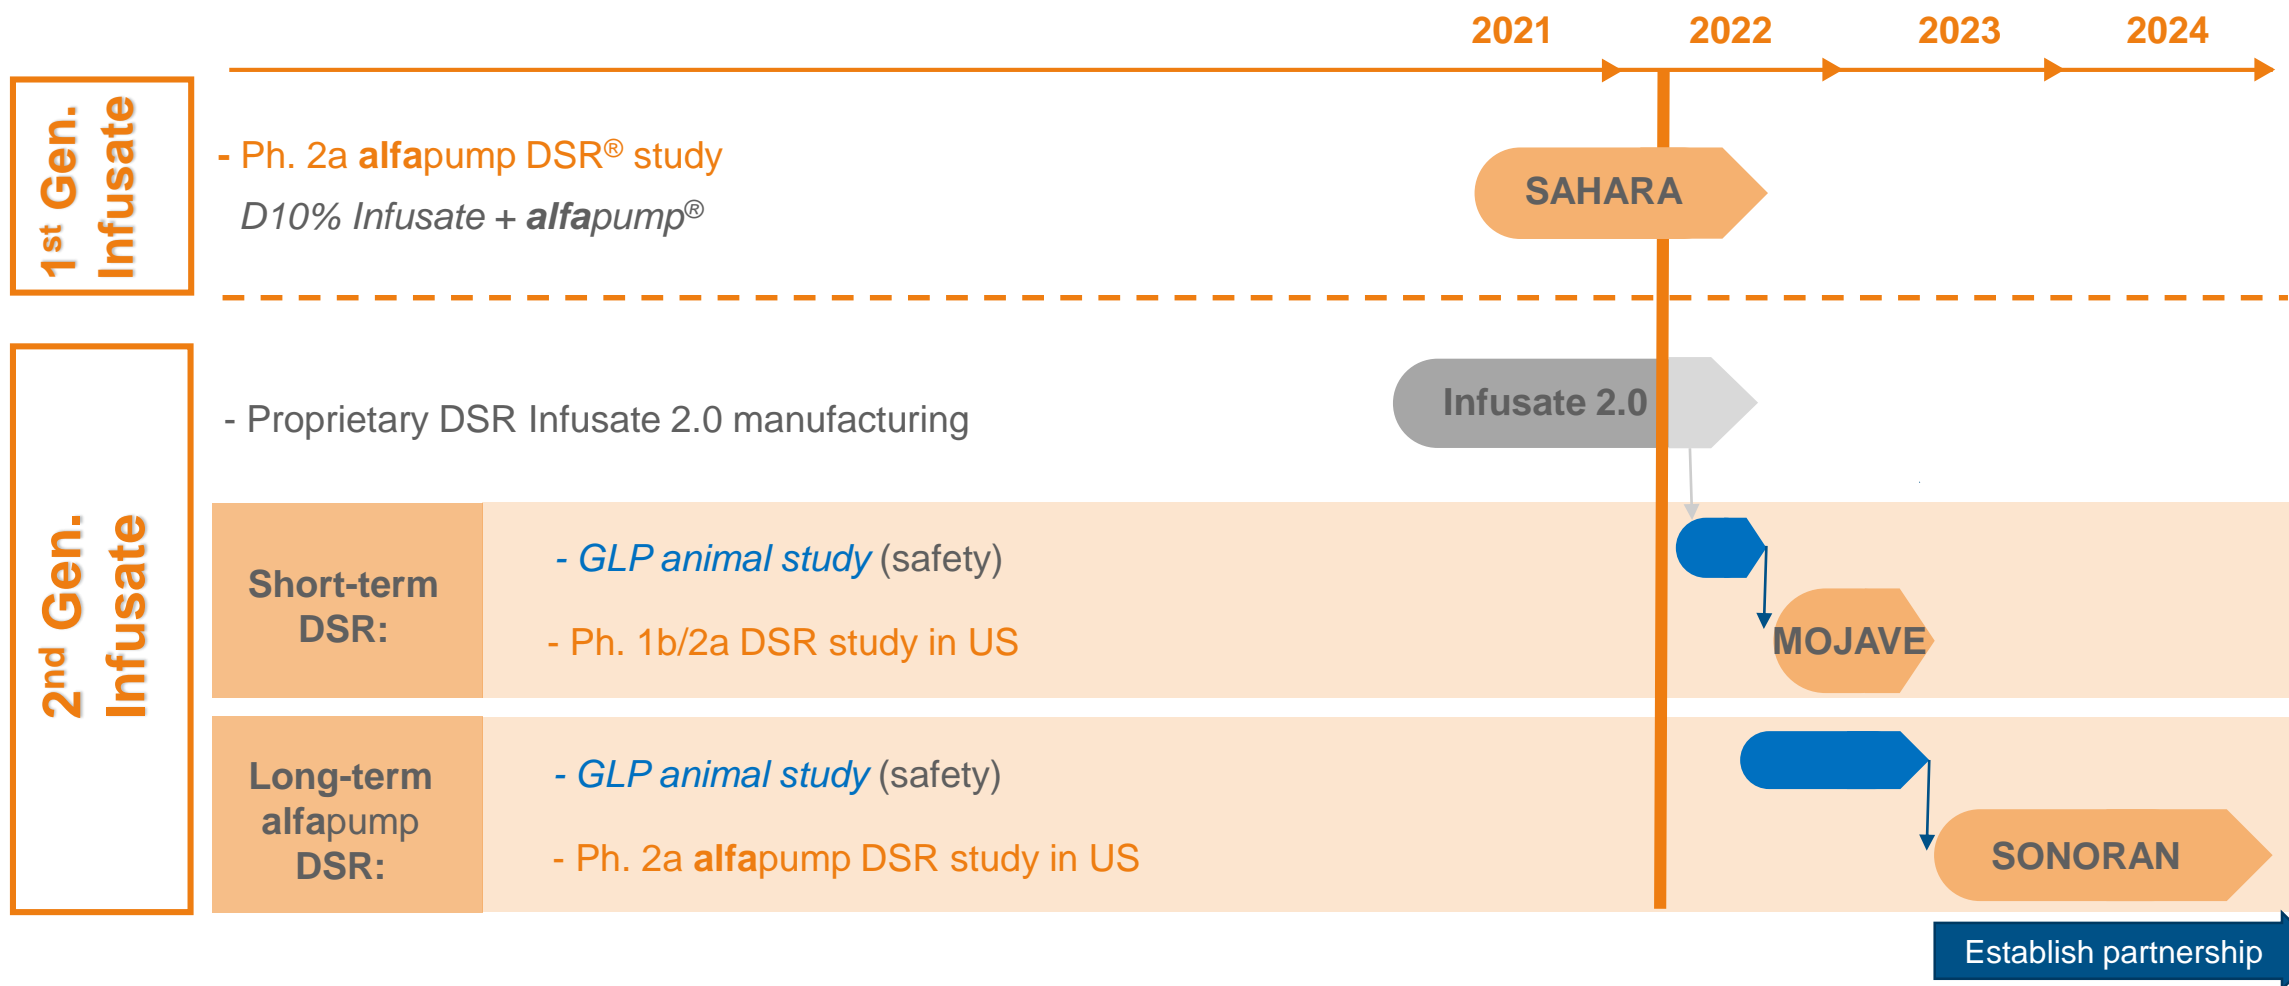 2021 2022 2023 2024
1st Gen.
Infusate
- Ph. 2a alfapump DSR® study
D10% Infusate + alfapump®
SAHARA
2nd Gen.
Infusate
- Proprietary DSR Infusate 2.0 manufacturing
Infusate 2.0
Short-term
DSR:
- GLP animal study (safety)
- Ph. 1b/2a DSR study in US
MOJAVE
Long-term
alfapump
DSR:
- GLP animal study (safety)
- Ph. 2a alfapump DSR study in US
SONORAN
Establish partnership